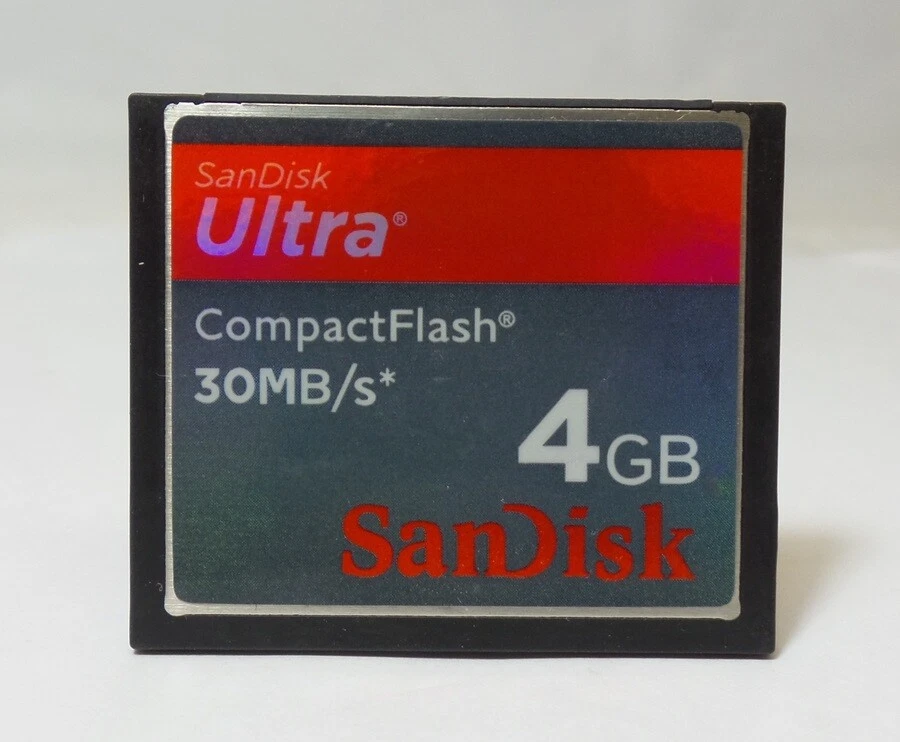 SanDisk
Ultra®
CompactFlash®
30MB/s*
4GB
SanDisk